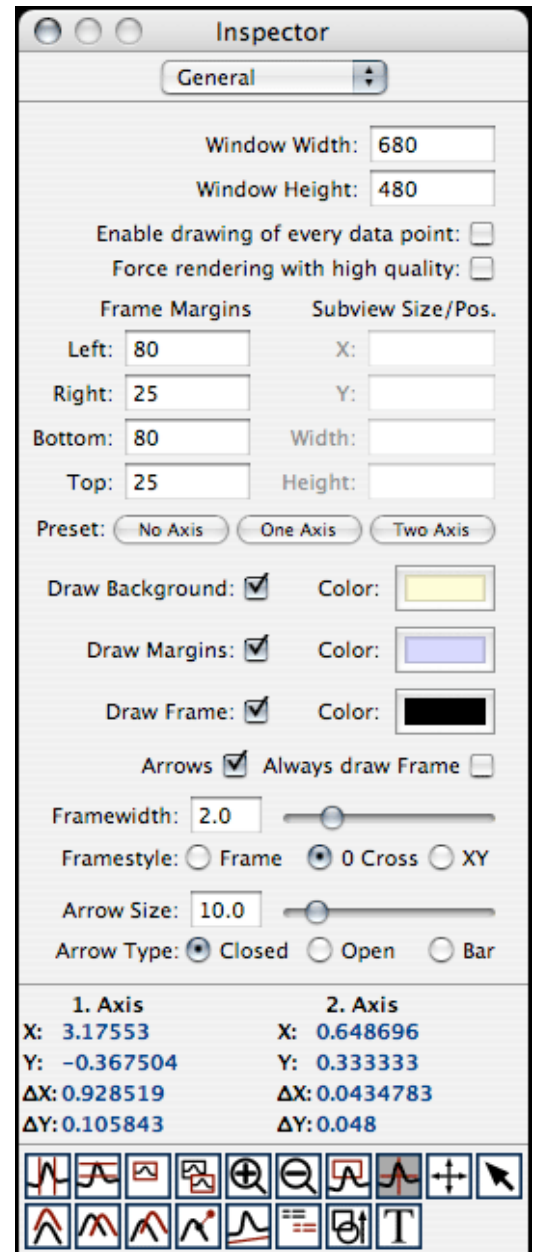 Inspector
General
Window Width: 680
Window Height: 480
Enable drawing of every data point:
Force rendering with high quality:
Frame Margins Subview Size/Pos.
Left: 80 X:
Right: 25 Y:
Bottom: 80 Width:
Top: 25 Height:
Preset: No Axis One Axis Two Axis
Draw Background: Color:
Draw Margins: Color:
Draw Frame: Color:
Arrows Always draw Frame
Framewidth: 2.0
Framestyle: Frame 0 Cross XY
Arrow Size: 10.0
Arrow Type: Closed Open Bar
1. Axis 2. Axis
X: 3.17553 X: 0.648696
Y: -0.367504 Y: 0.333333
ΔX: 0.928519 ΔX: 0.0434783
ΔY: 0.105843 ΔY: 0.048
T